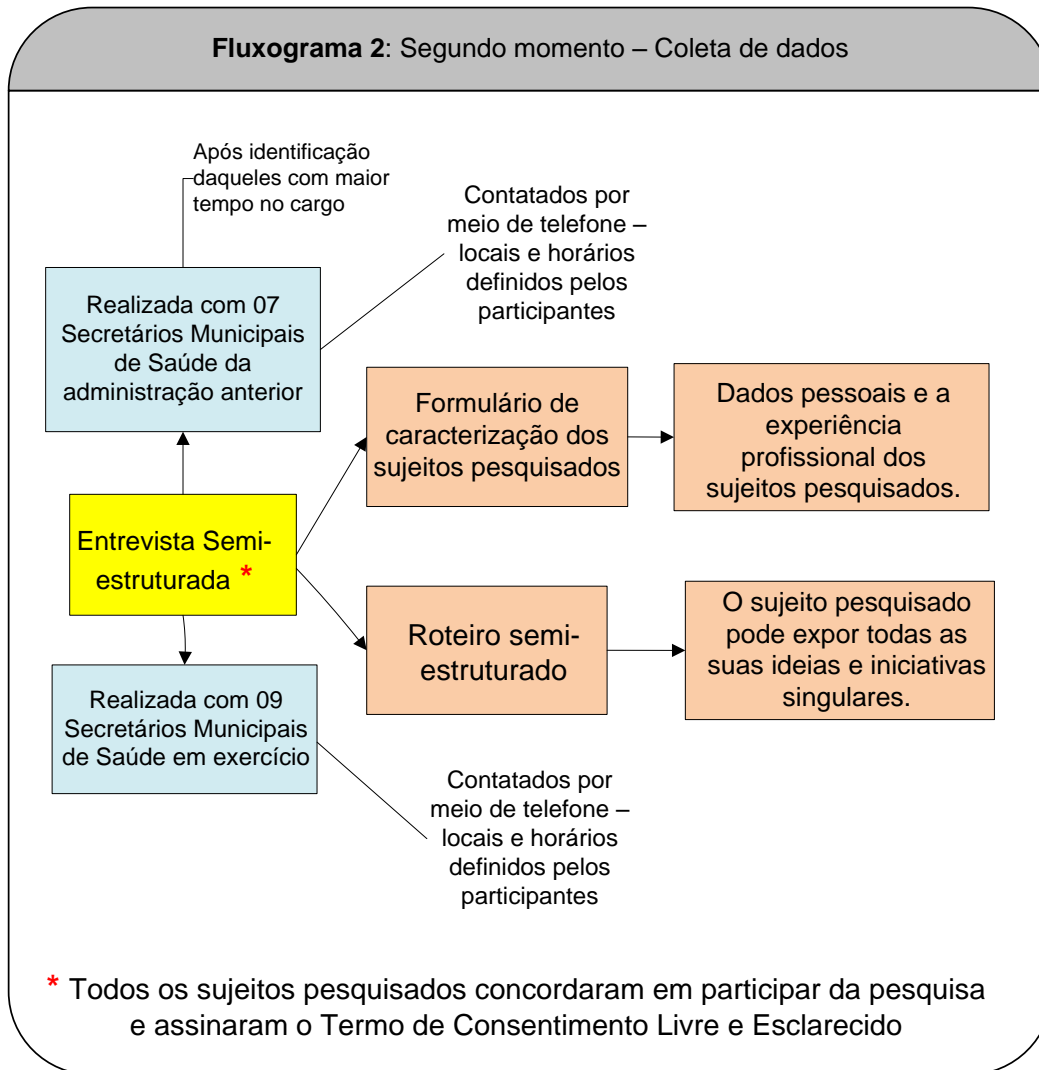 Fluxograma 2: Segundo momento – Coleta de dados
Após identificação
daqueles com maior
tempo no cargo
Contatados por
meio de telefone –
locais e horários
definidos pelos
participantes
Realizada com 07
Secretários Municipais
de Saúde da
administração anterior
Formulário de
caracterização dos
sujeitos pesquisados
Dados pessoais e a
experiência
profissional dos
sujeitos pesquisados.
Entrevista Semi-
estruturada *
Roteiro semi-
estruturado
O sujeito pesquisado
pode expor todas as
suas ideias e iniciativas
singulares.
Realizada com 09
Secretários Municipais
de Saúde em exercício
Contatados por
meio de telefone –
locais e horários
definidos pelos
participantes
* Todos os sujeitos pesquisados concordaram em participar da pesquisa
e assinaram o Termo de Consentimento Livre e Esclarecido